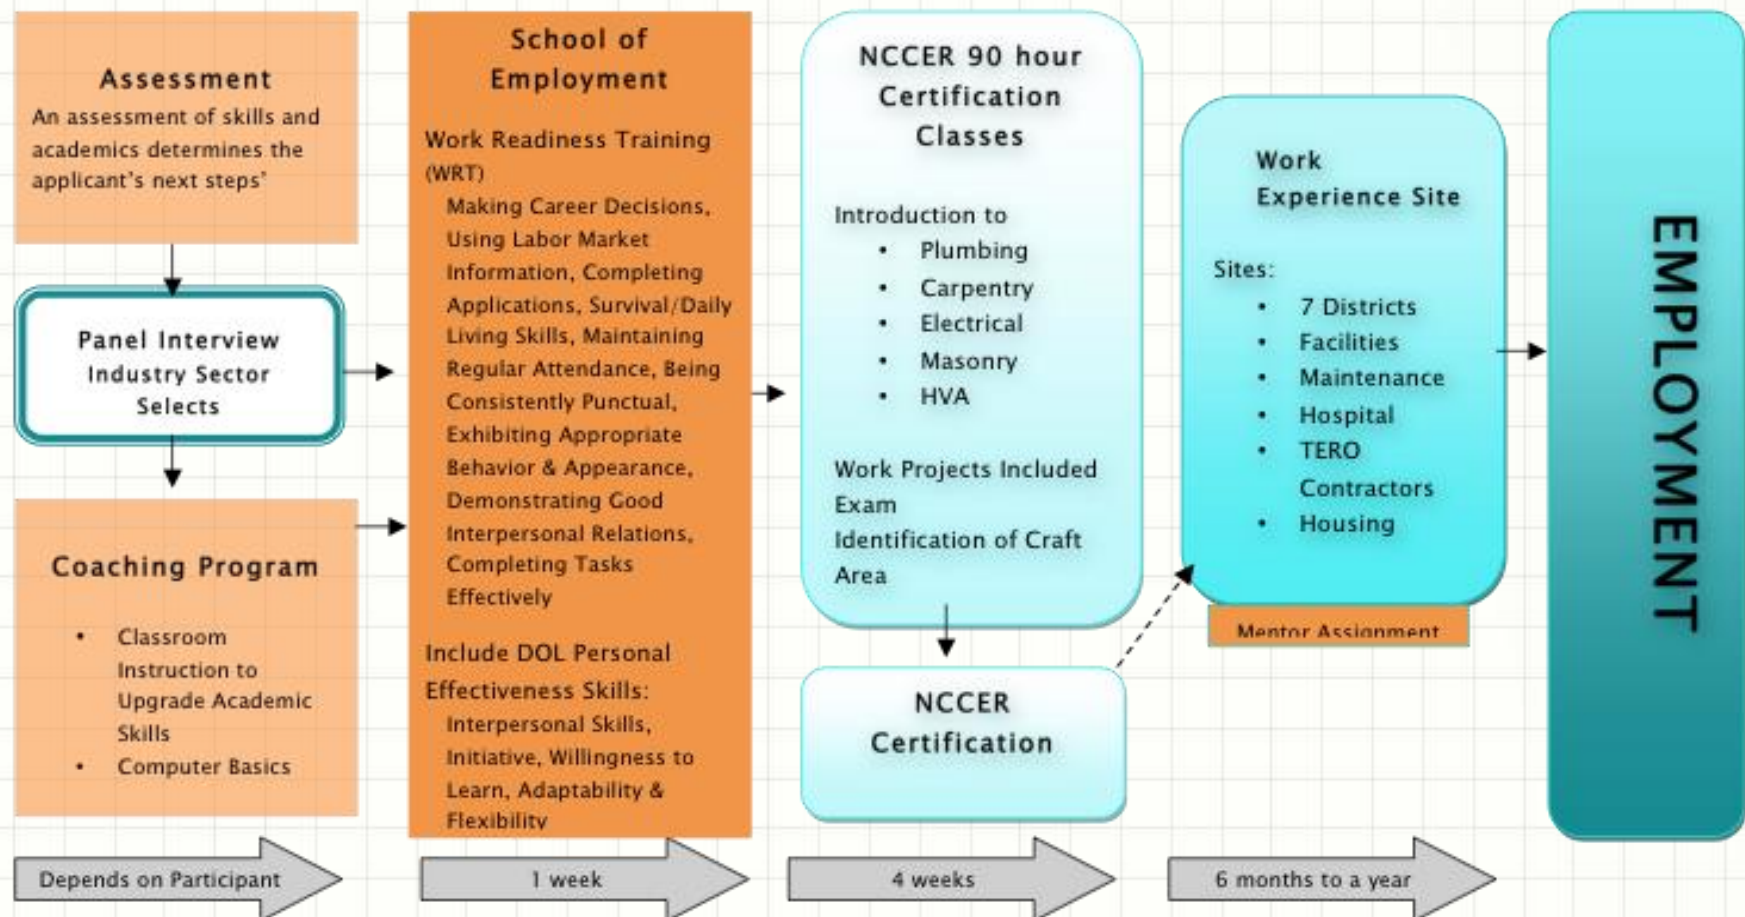 Assessment
An assessment of skills and
academics determines the
applicant's next steps'
Panel Interview
Industry Sector
Selects
Coaching Program
• Classroom
Instruction to
Upgrade Academic
Skills
• Computer Basics
Depends on Participant
School of
Employment
Work Readiness Training
(WRT)
Making Career Decisions,
Using Labor Market
Information, Completing
Applications, Survival/Daily
Living Skills, Maintaining
Regular Attendance, Being
Consistently Punctual,
Exhibiting Appropriate
Behavior & Appearance,
Demonstrating Good
Interpersonal Relations,
Completing Tasks
Effectively
Include DOL Personal
Effectiveness Skills:
Interpersonal Skills,
Initiative, Willingness to
Learn, Adaptability &
Flexibility
1 week
NCCER 90 hour
Certification
Classes
Introduction to
• Plumbing
• Carpentry
• Electrical
• Masonry
• HVA
Work Projects Included
Exam
Identification of Craft
Area
NCCER
Certification
4 weeks
Work
Experience Site
Sites:
• 7 Districts
• Facilities
• Maintenance
• Hospital
• TERO
Contractors
• Housing
Mentor Assignment
6 months to a year
EMPLOYMENT